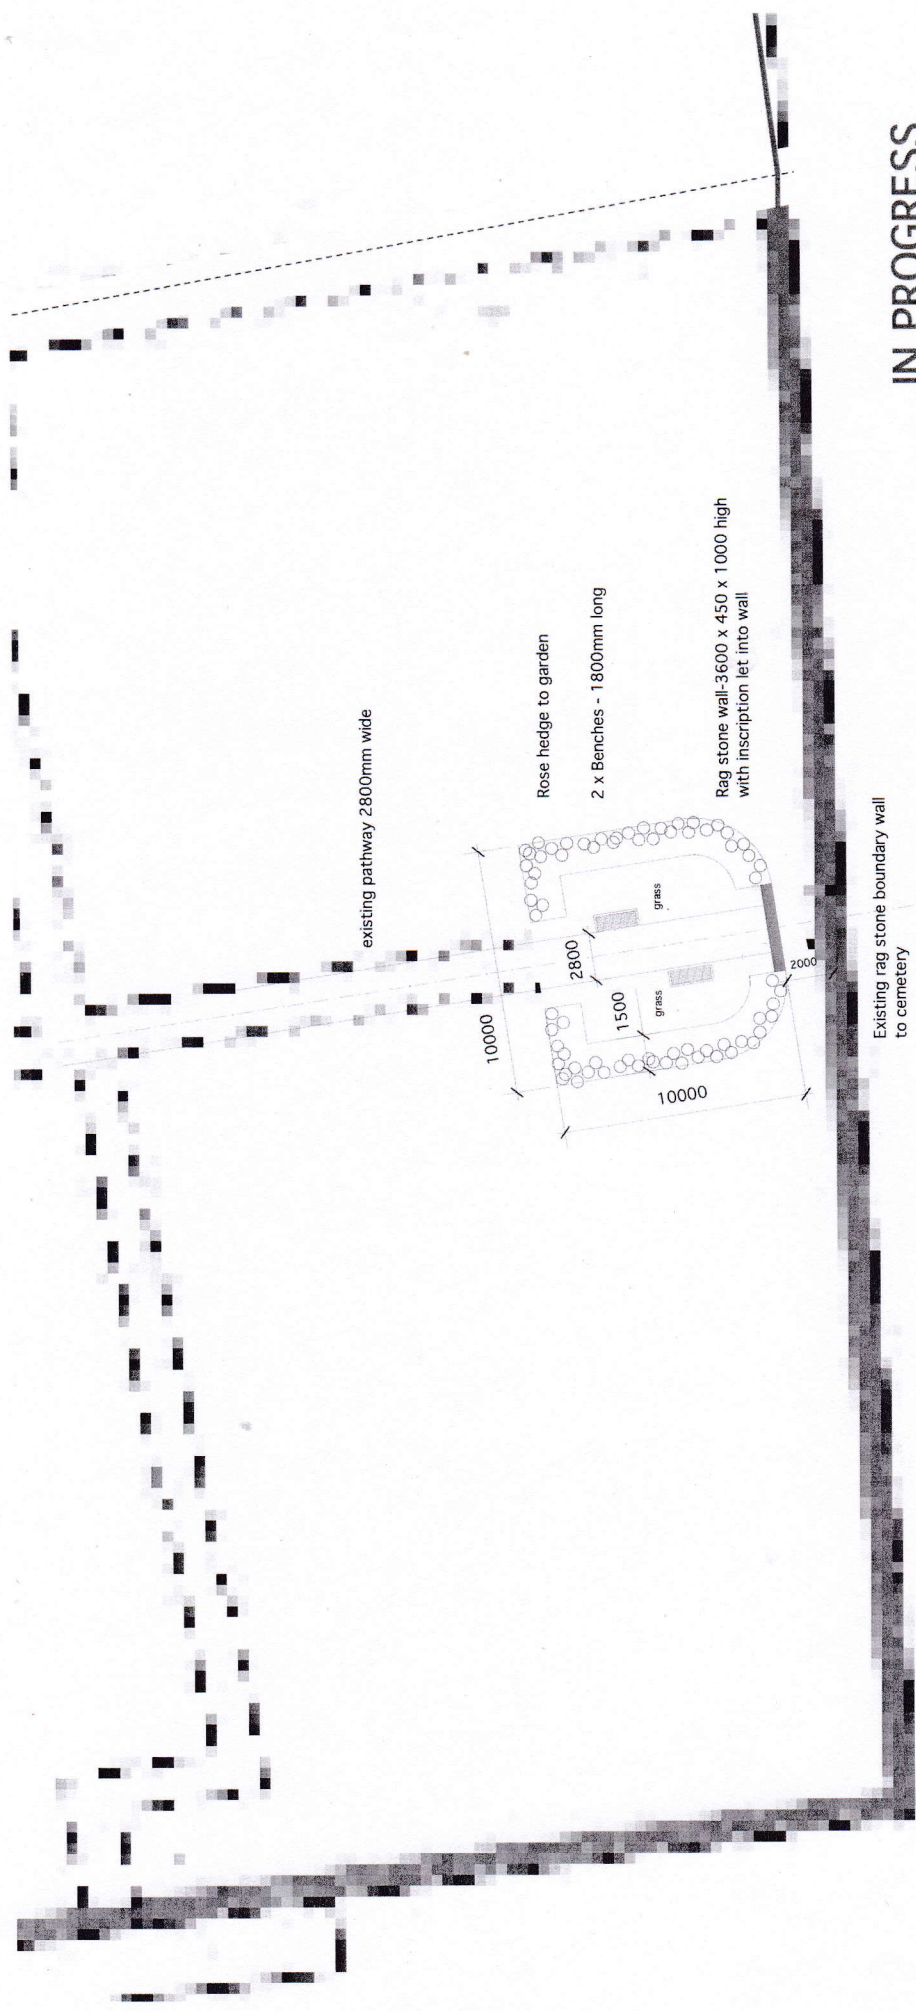 existing pathway 2800mm wide
Rose hedge to garden
2 x Benches - 1800mm long
Rag stone wall-3600 x 450 x 1000 high
with inscription let into wall
10000
2800
1500
grass
grass
10000
2000
Existing rag stone boundary wall
to cemetery
IN PROGRESS